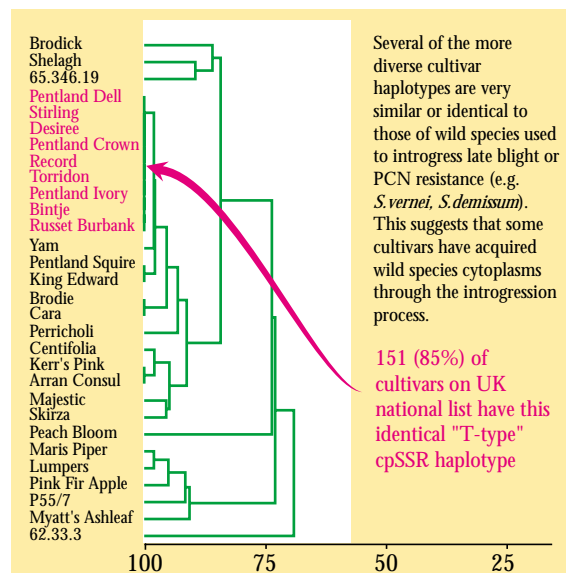 Brodick
Shelagh
65.346.19
Pentland Dell
Stirling
Desiree
Pentland Crown
Record
Torridon
Pentland Ivory
Bintje
Russet Burbank
Yam
Pentland Squire
King Edward
Brodie
Cara
Perricholi
Centifolia
Kerr's Pink
Arran Consul
Majestic
Skirza
Peach Bloom
Maris Piper
Lumpers
Pink Fir Apple
P55/7
Myatt's Ashleaf
62.33.3
100 75 50 25
Several of the more
diverse cultivar
haplotypes are very
similar or identical to
those of wild species used
to introgress late blight or
PCN resistance (e.g.
S.vernei, S.demissum).
This suggests that some
cultivars have acquired
wild species cytoplasms
through the introgression
process.
151 (85%) of
cultivars on UK
national list have this
identical "T-type"
cpSSR haplotype